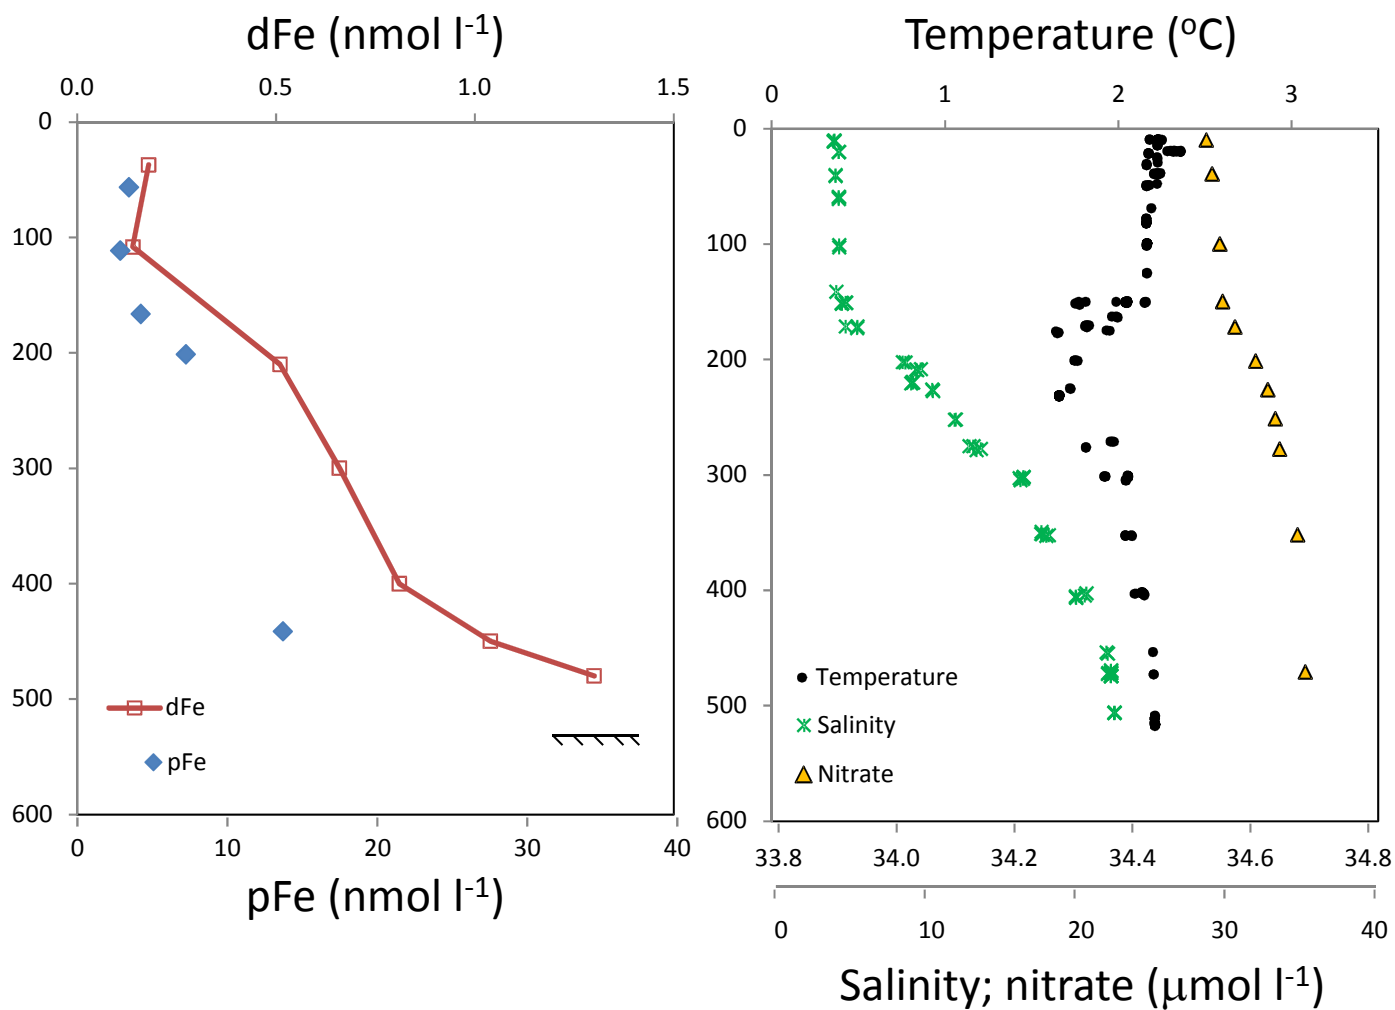 dFe (nmol l⁻¹)
0.0 0.5 1.0 1.5
0
100
200
300
400
500
600
dFe
pFe
0 10 20 30 40
pFe (nmol l⁻¹)
Temperature (ᵒC)
0 1 2 3
0
100
200
300
400
500
600
Temperature
Salinity
Nitrate
33.8 34.0 34.2 34.4 34.6 34.8
0 10 20 30 40
Salinity; nitrate (μmol l⁻¹)